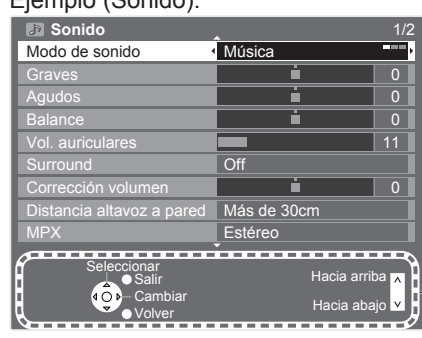 Ejemplo (Sonido):
Sonido 1/2
Modo de sonido Música
Graves 0
Agudos 0
Balance 0
Vol. auriculares 11
Surround Off
Corrección volumen 0
Distancia altavoz a pared Más de 30cm
MPX Estéreo
Seleccionar
Salir
Cambiar
Volver
Hacia arriba
Hacia abajo